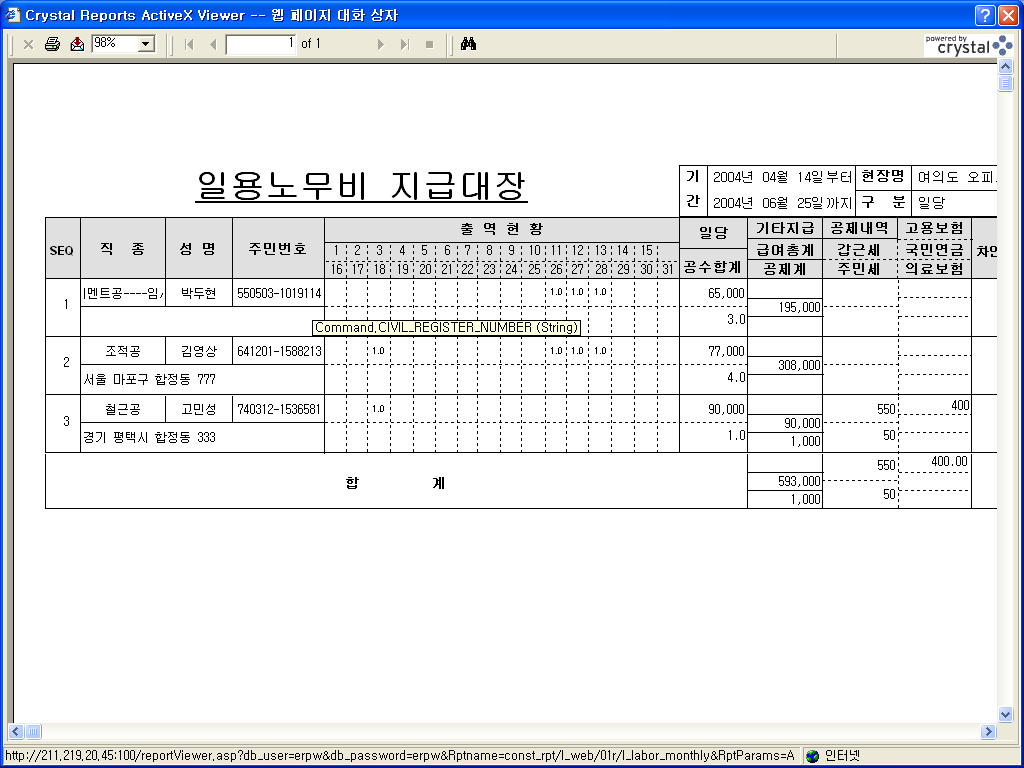 Crystal Reports ActiveX Viewer -- 웹 페이지 대화 상자
98% 1 of 1 powered by crystal
일용노무비 지급대장
기 2004년 04월 14일부터 현장명 여의도 오피
간 2004년 06월 25일까지 구 분 일당
SEQ 직 종 성 명 주민번호 출 역 현 황 일당 공수합계 기타지급 공제내역 고용보험
급여총계 갑근세 국민연금
공제계 주민세 의료보험
1 2 3 4 5 6 7 8 9 10 11 12 13 14 15
16 17 18 19 20 21 22 23 24 25 26 27 28 29 30 31
1 박두현 550503-1019114 1.0 1.0 1.0 65,000
195,000
3.0
Command.CIVIL_REGISTER_NUMBER (String)
2 조적공 김영상 641201-1588213 1.0 1.0 1.0 1.0 77,000
308,000
서울 마포구 합정동 777 4.0
3 철근공 고민성 740312-1536581 1.0 90,000 550 400
90,000
경기 평택시 합정동 333 1.0 1,000 50
합 계 550 400.00
593,000
1,000 50
http://211.219.20.45:100/reportViewer.asp?db_user=erpw&db_password=erpw&Rptname=const_rpt/l_web/01r/l_labor_monthly&RptParams=A 인터넷